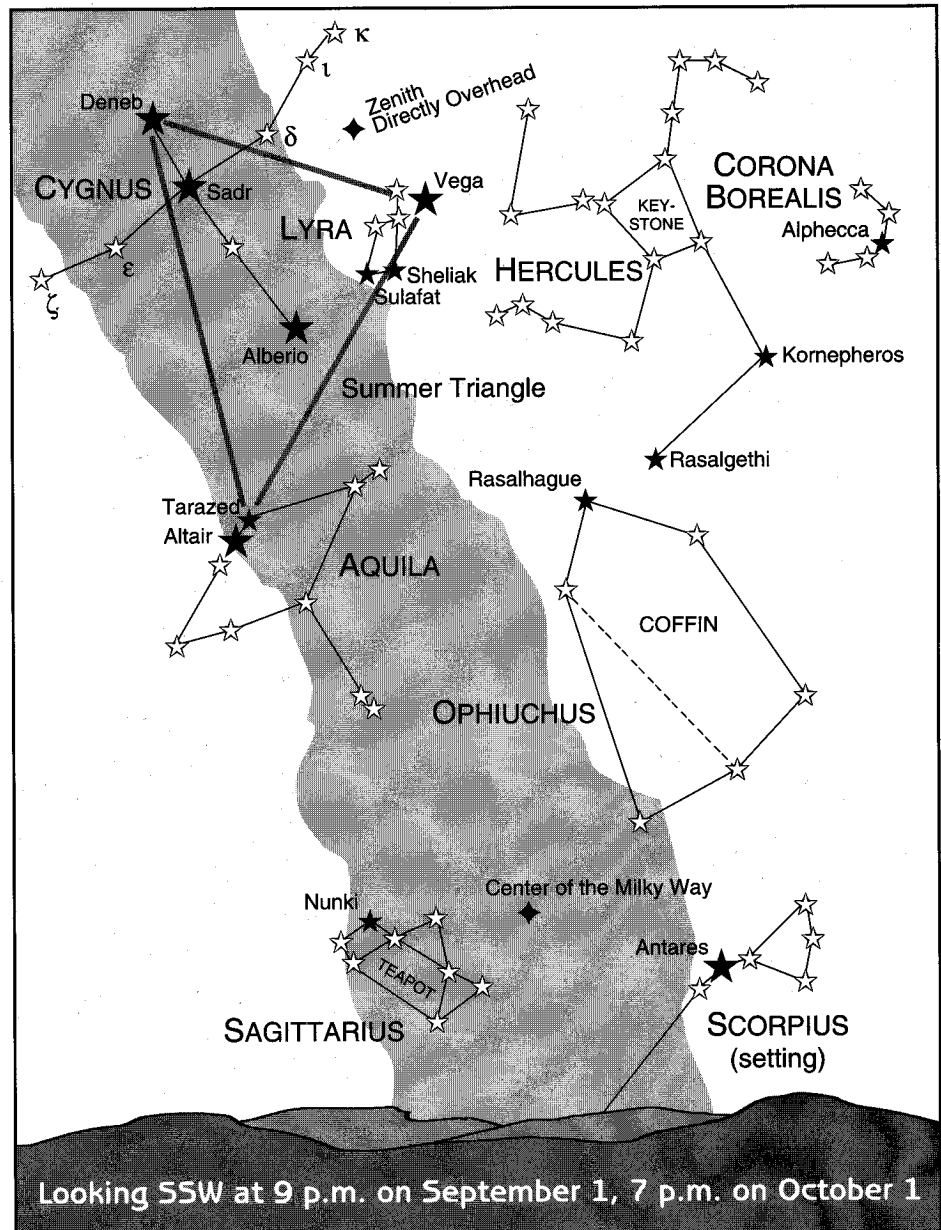 κ
ι
Deneb
Zenith
Directly Overhead
δ
CYGNUS
Sadr
Vega
LYRA
ε
ζ
Sheliak
Sulafat
Alberio
Summer Triangle
KEY-
STONE
HERCULES
CORONA
BOREALIS
Alphecca
Kornepheros
Rasalgethi
Rasalhague
Tarazed
Altair
AQUILA
COFFIN
OPHIUCHUS
Center of the Milky Way
Nunki
TEAPOT
SAGITTARIUS
Antares
SCORPIUS
(setting)
Looking SSW at 9 p.m. on September 1, 7 p.m. on October 1